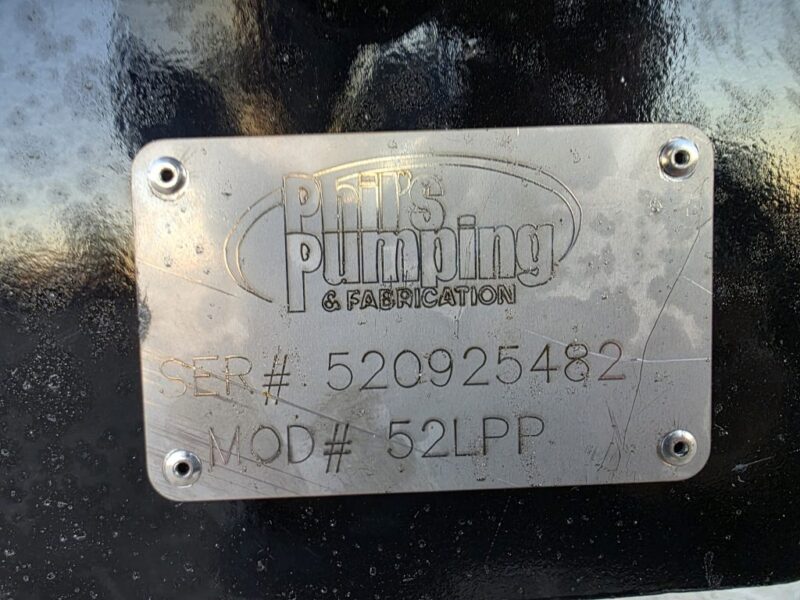 Phil's
Pumping
& FABRICATION
SER# 520925482
MOD# 52LPP